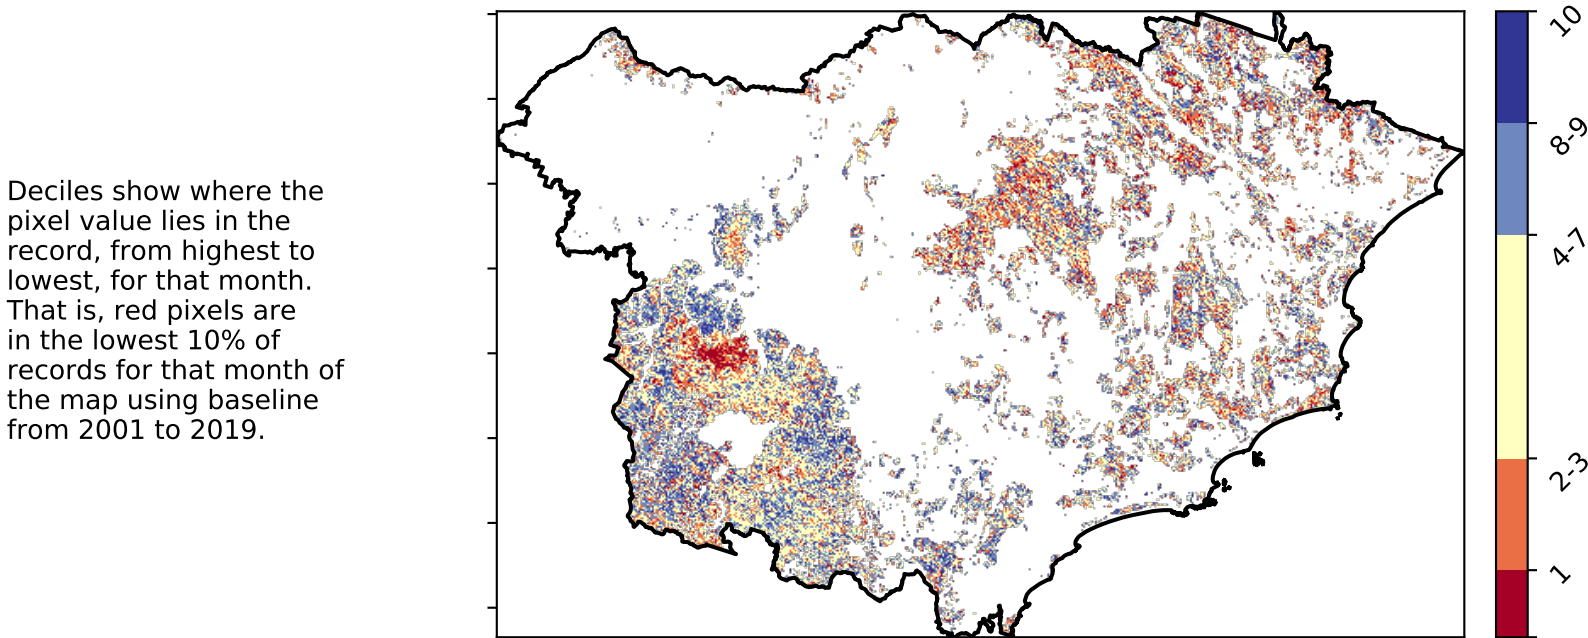 Deciles show where the
pixel value lies in the
record, from highest to
lowest, for that month.
That is, red pixels are
in the lowest 10% of
records for that month of
the map using baseline
from 2001 to 2019.
10
8-9
4-7
2-3
1